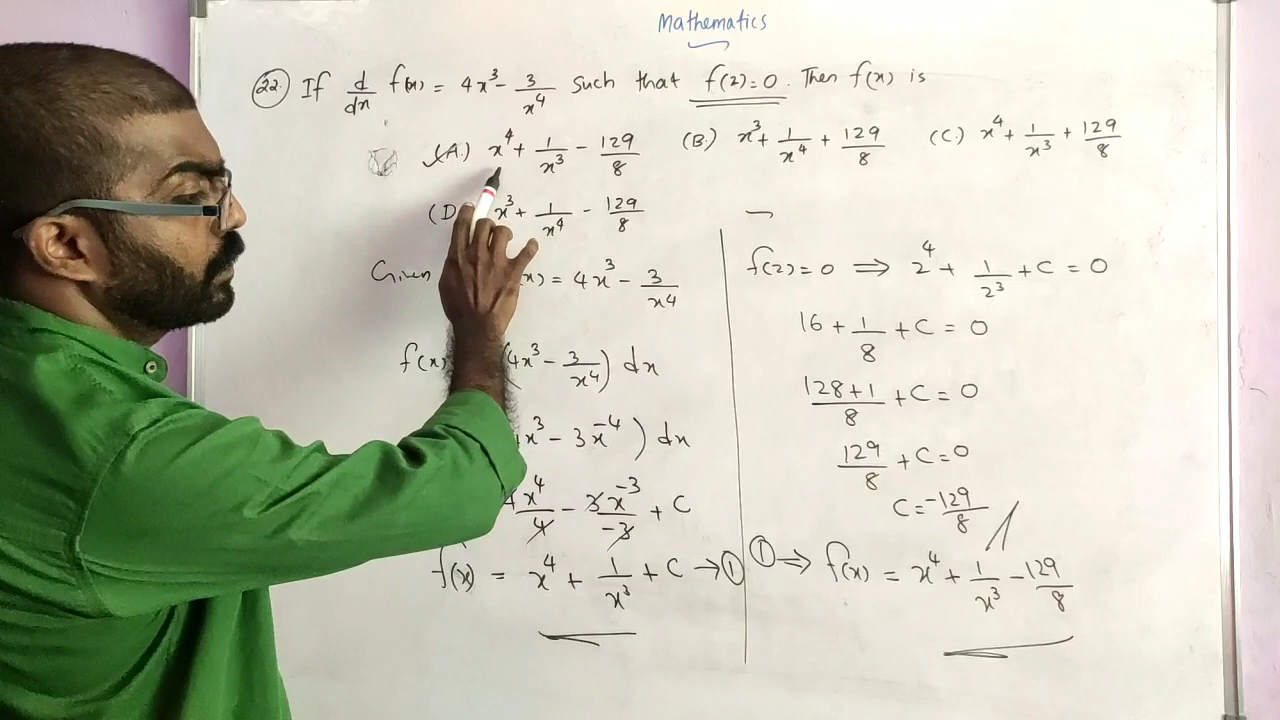 Mathematics
22. If d/dx f(x) = 4x³ - 3/x⁴ such that f(2)=0. Then f(x) is
(A.) x⁴ + 1/x³ - 129/8 (B.) x³ + 1/x⁴ + 129/8 (C.) x⁴ + 1/x³ + 129/8
(D x³ + 1/x⁴ - 129/8
Given x) = 4x³ - 3/x⁴
f(x) (4x³ - 3/x⁴) dx
4x³ - 3x⁻⁴) dx
4x⁴/4 - 3x⁻³/-3 + C
f(x) = x⁴ + 1/x³ + C → ①
f(2)=0 ⟹ 2⁴ + 1/2³ + C = 0
16 + 1/8 + C = 0
128+1/8 + C = 0
129/8 + C = 0
C = -129/8
① ⟹ f(x) = x⁴ + 1/x³ - 129/8